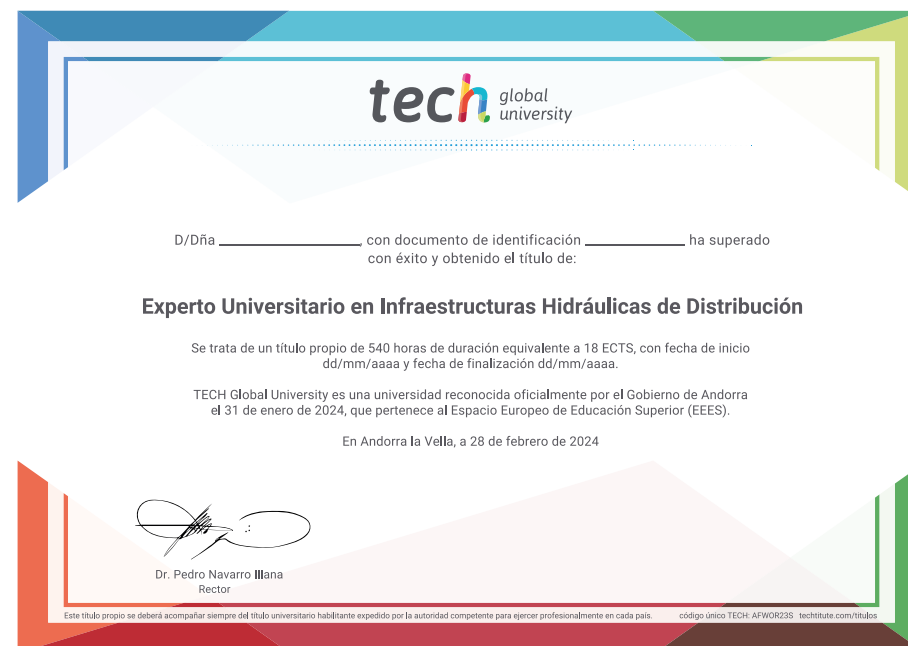 tech global university
D/Dña ______________________, con documento de identificación ________________ ha superado
con éxito y obtenido el título de:
Experto Universitario en Infraestructuras Hidráulicas de Distribución
Se trata de un título propio de 540 horas de duración equivalente a 18 ECTS, con fecha de inicio
dd/mm/aaaa y fecha de finalización dd/mm/aaaa.
TECH Global University es una universidad reconocida oficialmente por el Gobierno de Andorra
el 31 de enero de 2024, que pertenece al Espacio Europeo de Educación Superior (EEES).
En Andorra la Vella, a 28 de febrero de 2024
Dr. Pedro Navarro Illana
Rector
Este título propio se deberá acompañar siempre del título universitario habilitante expedido por la autoridad competente para ejercer profesionalmente en cada país. código único TECH: AFWOR23S techtitute.com/titulos